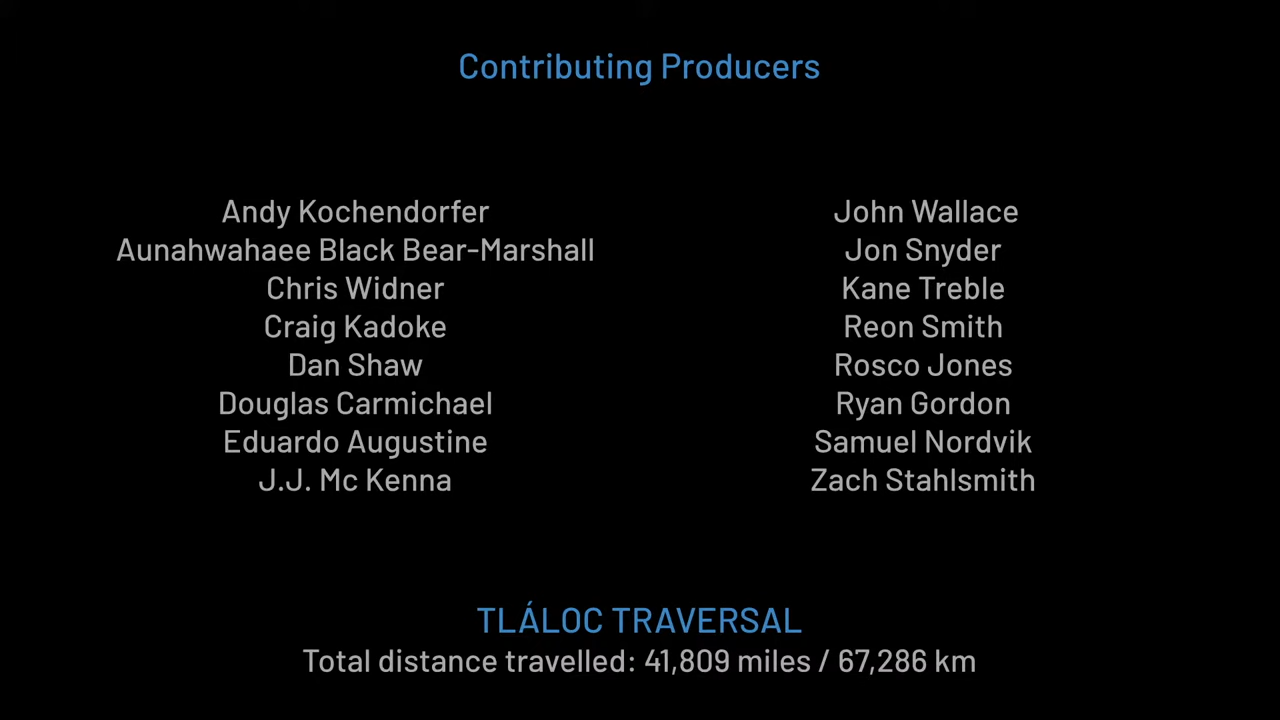 Contributing Producers
Andy Kochendorfer
Aunahwahaee Black Bear-Marshall
Chris Widner
Craig Kadoke
Dan Shaw
Douglas Carmichael
Eduardo Augustine
J.J. Mc Kenna
John Wallace
Jon Snyder
Kane Treble
Reon Smith
Rosco Jones
Ryan Gordon
Samuel Nordvik
Zach Stahlsmith
TLÁLOC TRAVERSAL
Total distance travelled: 41,809 miles / 67,286 km